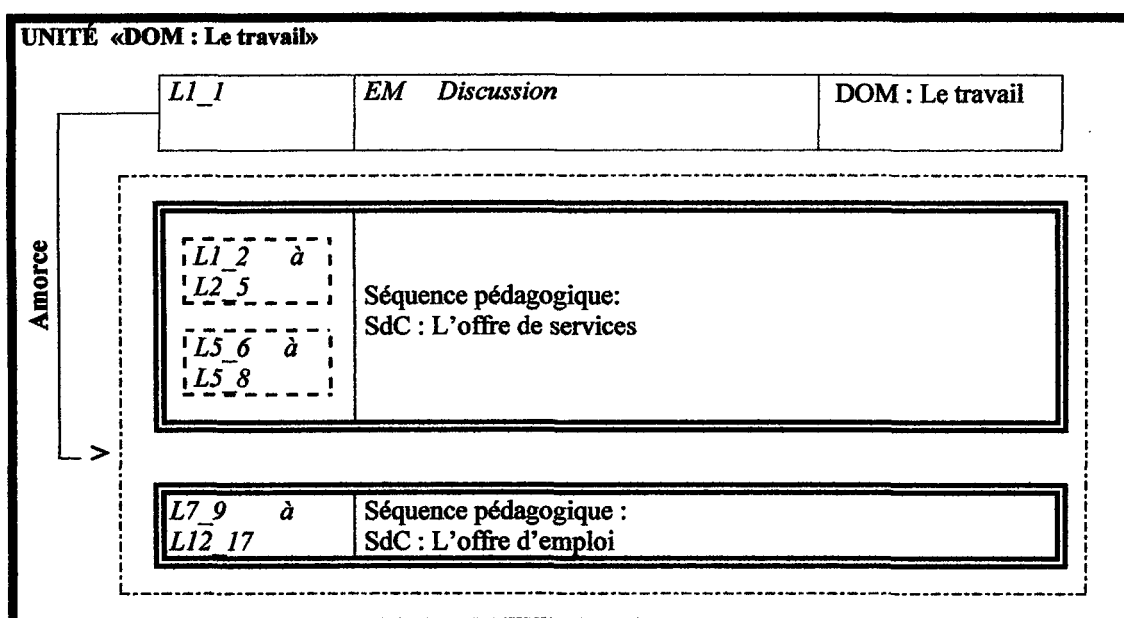 UNITÉ «DOM : Le travail»
L1_1 EM Discussion DOM : Le travail
Amorce
L1_2 à
L2_5
L5_6 à
L5_8
Séquence pédagogique:
SdC : L'offre de services
>
L7_9 à
L12_17
Séquence pédagogique :
SdC : L'offre d'emploi